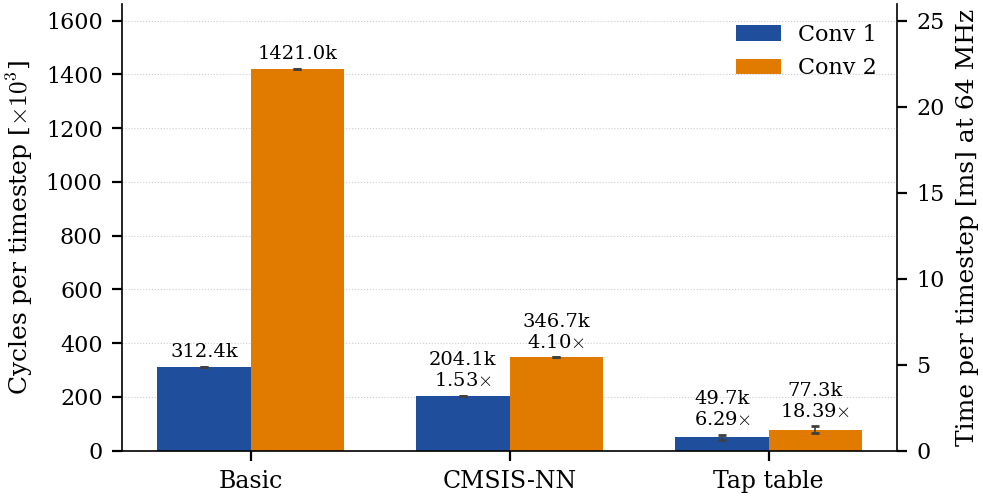 Cycles per timestep [×10³]
1600
1400
1200
1000
800
600
400
200
0
1421.0k
312.4k
204.1k
1.53×
346.7k
4.10×
49.7k
6.29×
77.3k
18.39×
Conv 1
Conv 2
25
20
15
10
5
0
Time per timestep [ms] at 64 MHz
Basic
CMSIS-NN
Tap table